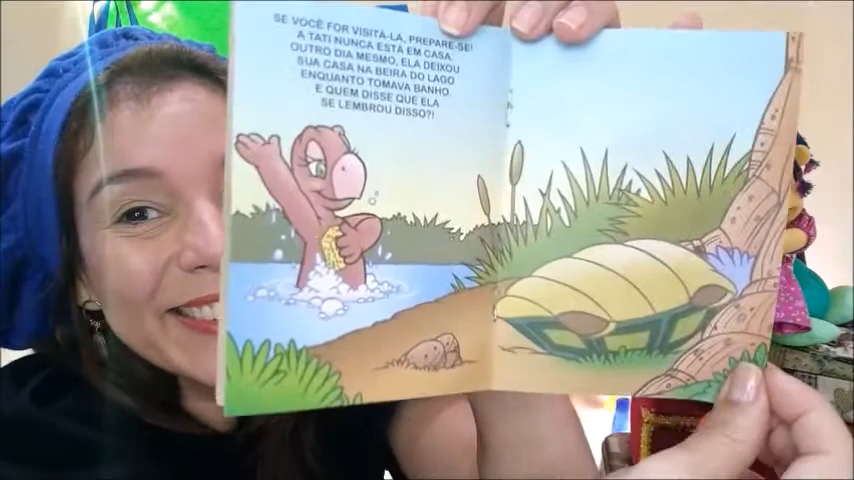 SE VOCÊ FOR VISITÁ-LA, PREPARE-SE!
A TATI NUNCA ESTÁ EM CASA.
OUTRO DIA MESMO, ELA DEIXOU
SUA CASA NA BEIRA DO LAGO
ENQUANTO TOMAVA BANHO.
E QUEM DISSE QUE ELA
SE LEMBROU DISSO?!